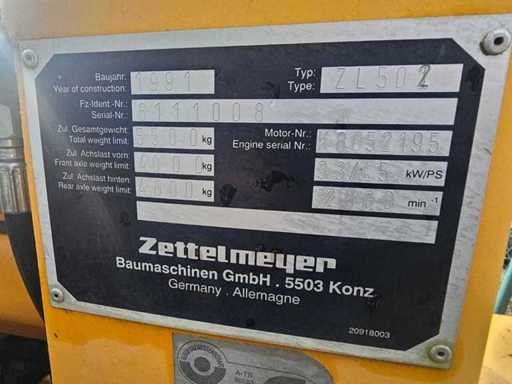 Baujahr: 1991 Typ: ZL502
Year of construction: Type:
Fz-Ident-Nr.: 6111008
Serial-Nr.:
Zul. Gesamtgewicht: kg Motor-Nr.:
Total weight limit: Engine serial Nr.:
Zul. Achslast vorn: kg kW/PS
Front axle weight limit:
Zul. Achslast hinten: kg min.-1
Rear axle weight limit:
Zettelmeyer
Baumaschinen GmbH . 5503 Konz
Germany . Allemagne
20918003